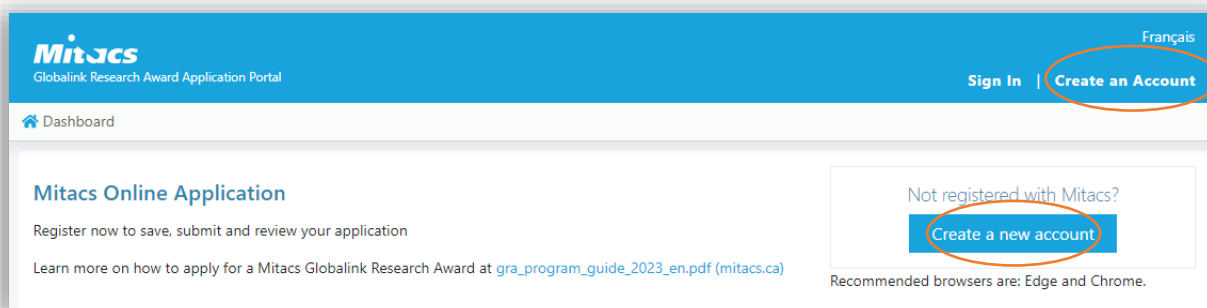 Français
Mitacs
Globalink Research Award Application Portal
Sign In | Create an Account
Dashboard
Mitacs Online Application
Register now to save, submit and review your application
Learn more on how to apply for a Mitacs Globalink Research Award at gra_program_guide_2023_en.pdf (mitacs.ca)
Not registered with Mitacs?
Create a new account
Recommended browsers are: Edge and Chrome.